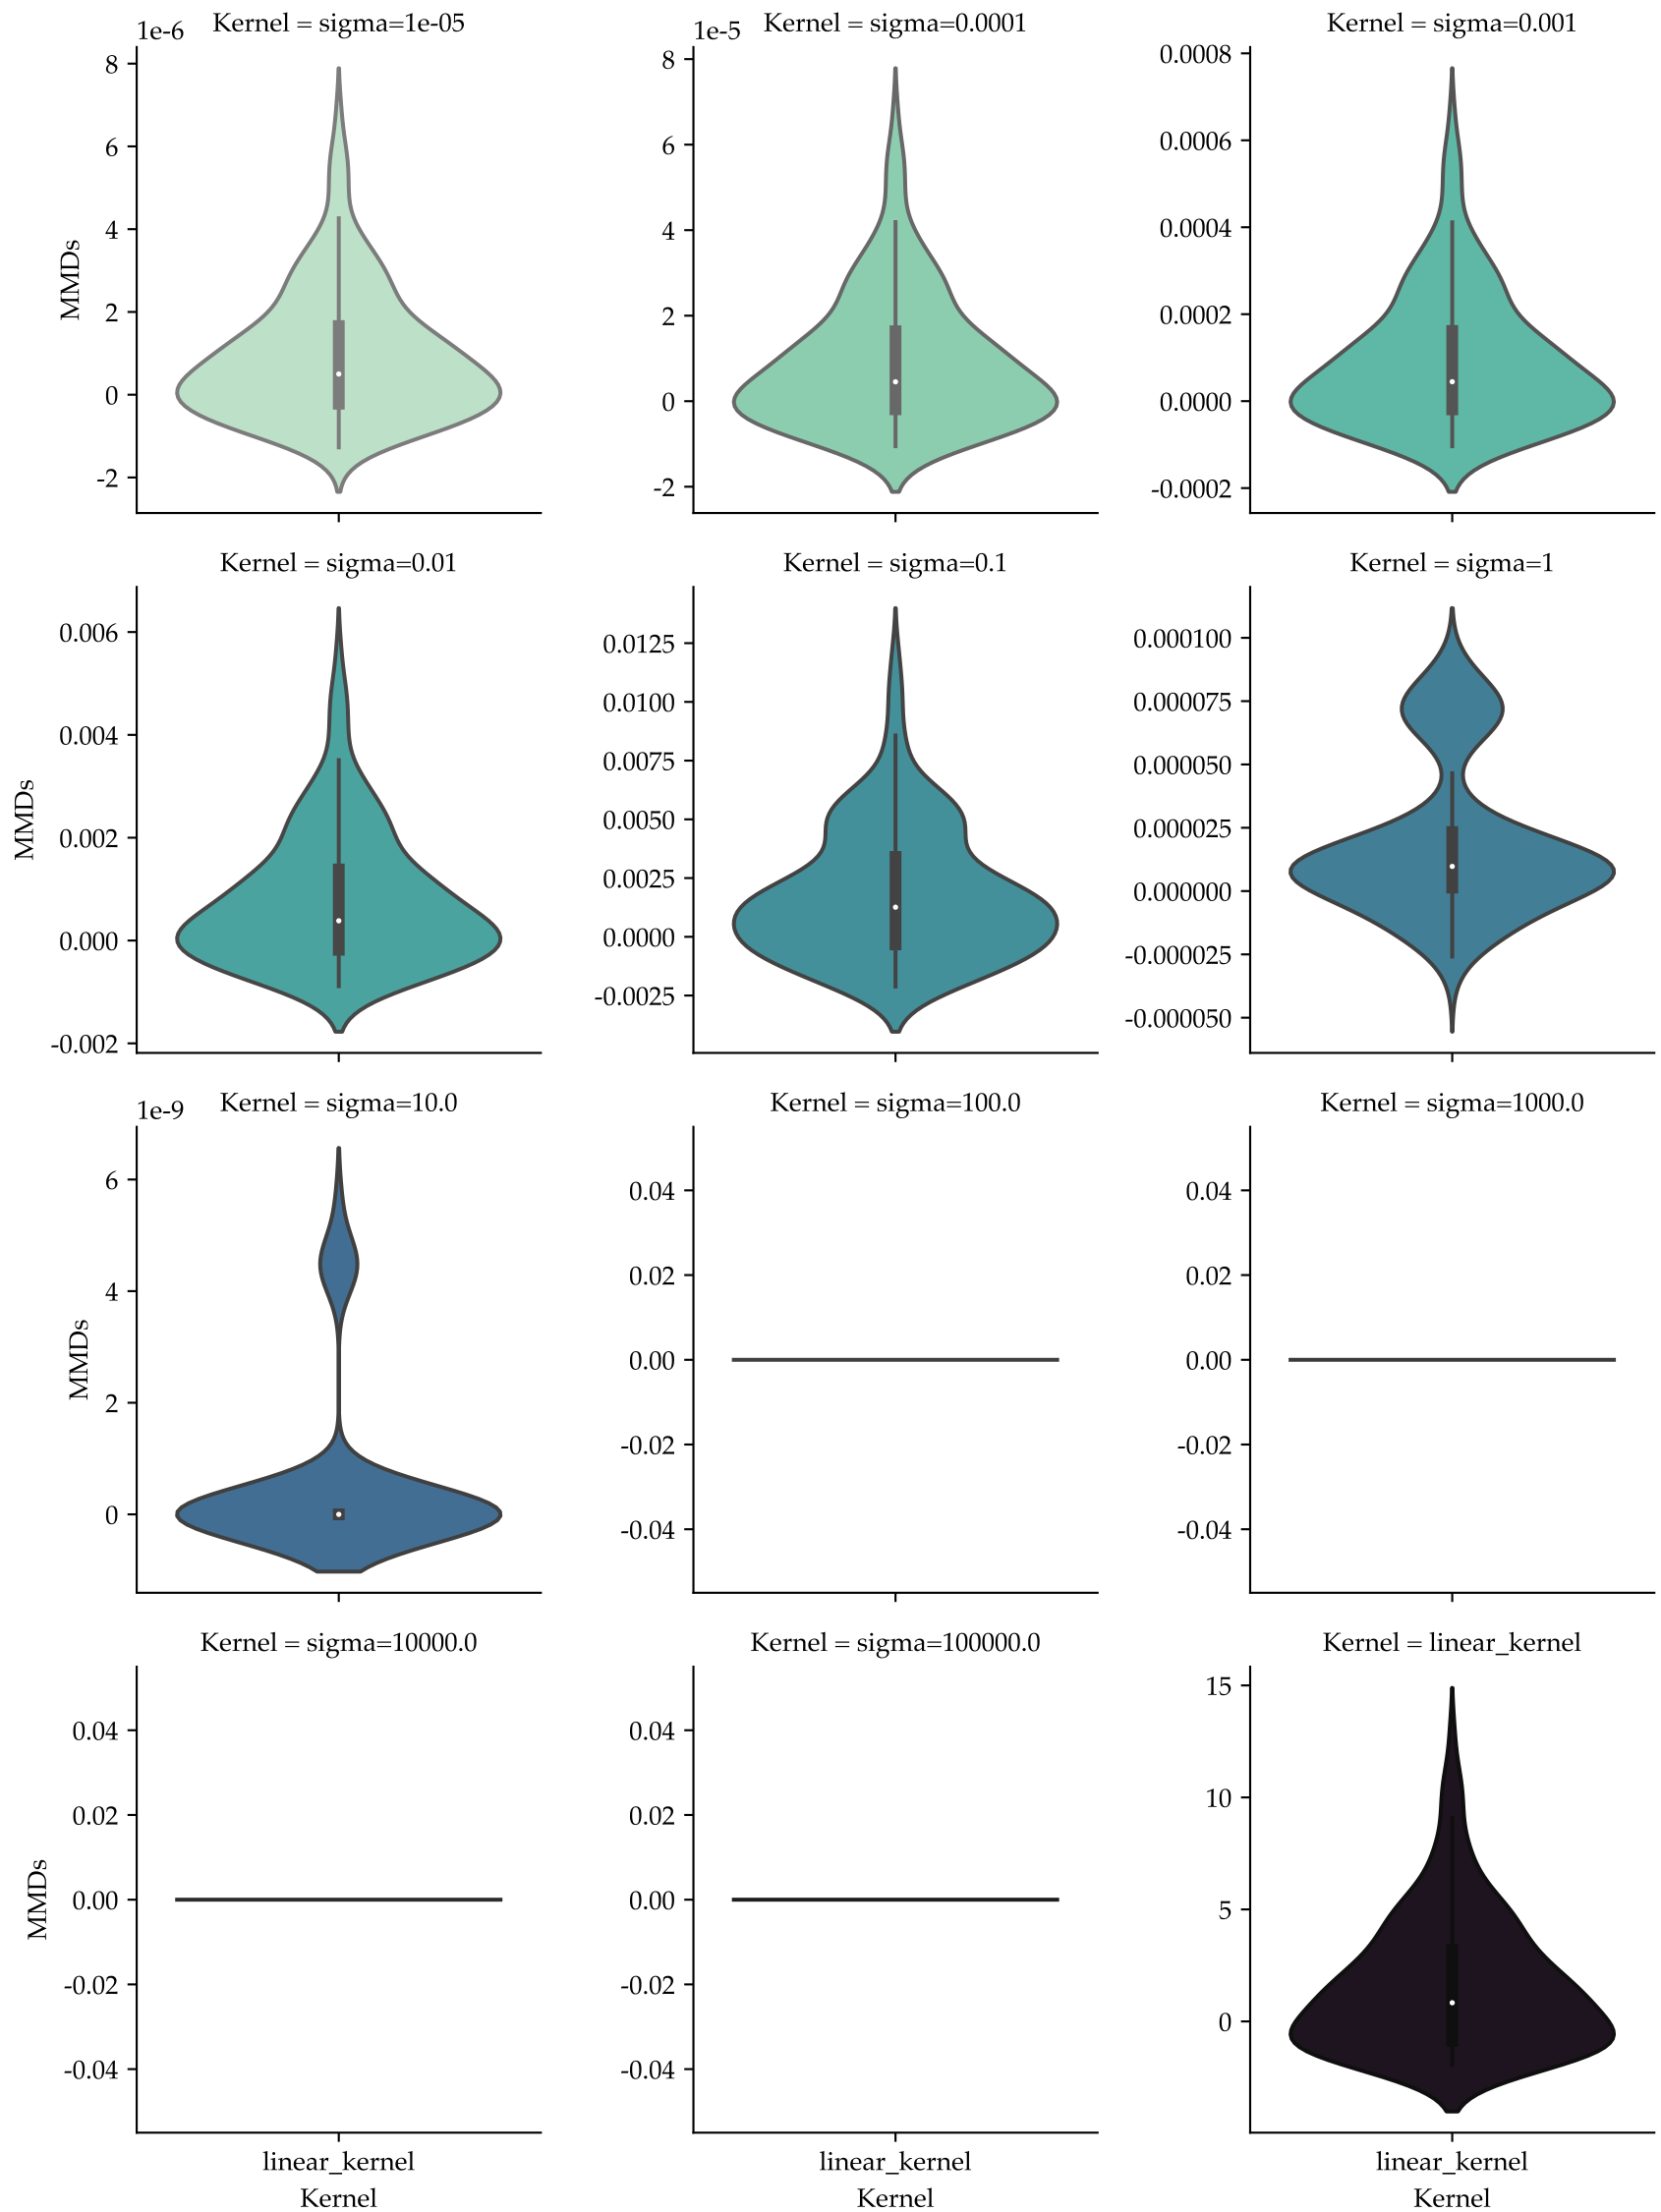 1e-6 Kernel = sigma=1e-05
8
6
4
2
0
-2
MMDs
1e-5 Kernel = sigma=0.0001
8
6
4
2
0
-2
Kernel = sigma=0.001
0.0008
0.0006
0.0004
0.0002
0.0000
-0.0002
Kernel = sigma=0.01
0.006
0.004
0.002
0.000
-0.002
MMDs
Kernel = sigma=0.1
0.0125
0.0100
0.0075
0.0050
0.0025
0.0000
-0.0025
Kernel = sigma=1
0.000100
0.000075
0.000050
0.000025
0.000000
-0.000025
-0.000050
1e-9 Kernel = sigma=10.0
6
4
2
0
MMDs
Kernel = sigma=100.0
0.04
0.02
0.00
-0.02
-0.04
Kernel = sigma=1000.0
0.04
0.02
0.00
-0.02
-0.04
Kernel = sigma=10000.0
0.04
0.02
0.00
-0.02
-0.04
MMDs
linear_kernel
Kernel
Kernel = sigma=100000.0
0.04
0.02
0.00
-0.02
-0.04
linear_kernel
Kernel
Kernel = linear_kernel
15
10
5
0
linear_kernel
Kernel